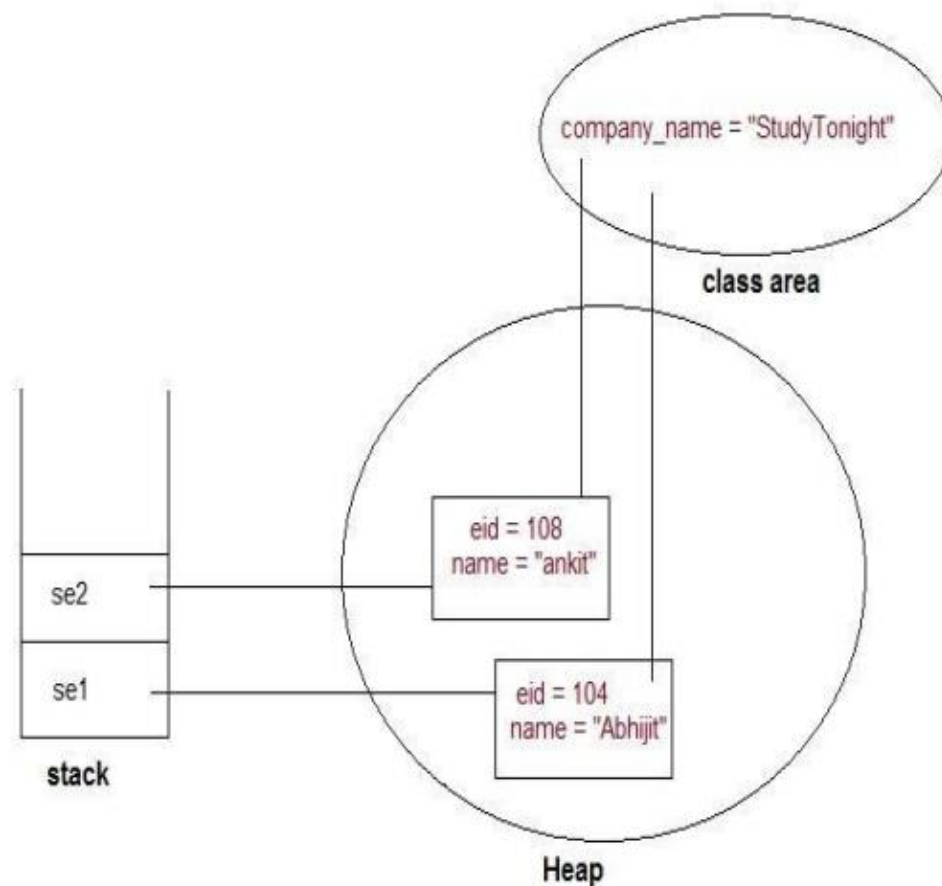 company_name = "StudyTonight"
class area
eid = 108
name = "ankit"
se2
se1
eid = 104
name = "Abhijit"
stack
Heap